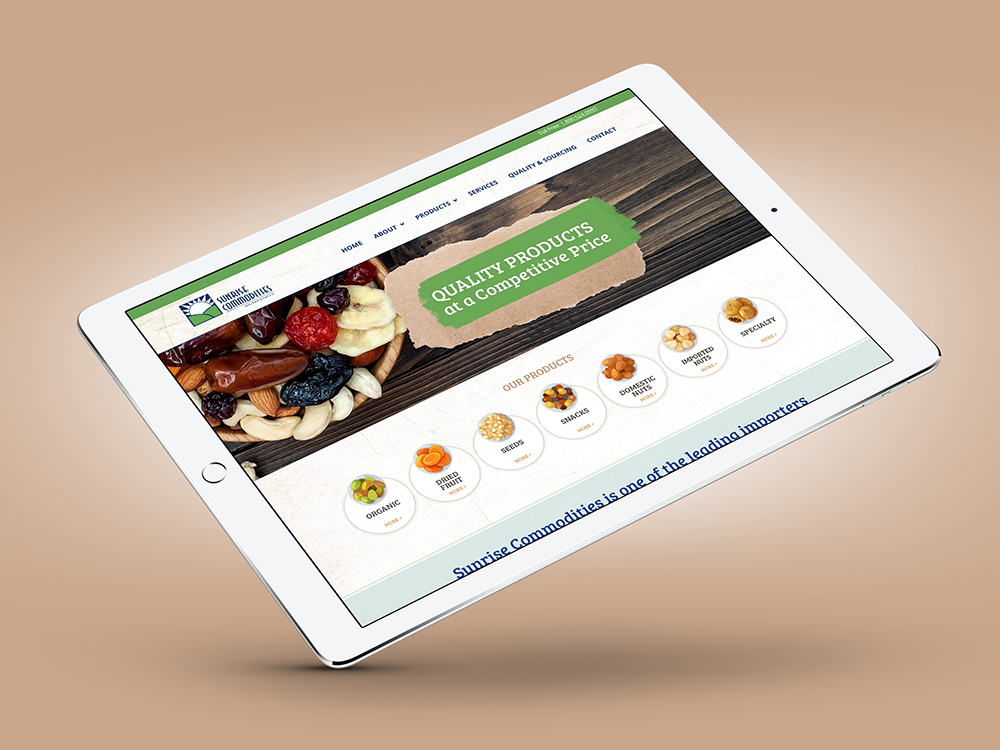 Toll Free: 1.800.524.0997
HOME ABOUT PRODUCTS SERVICES QUALITY & SOURCING CONTACT
SUNRISE
COMMODITIES
QUALITY PRODUCTS
at a Competitive Price
OUR PRODUCTS
ORGANIC
MORE »
DRIED
FRUIT
MORE »
SEEDS
MORE »
SNACKS
MORE »
DOMESTIC
NUTS
MORE »
IMPORTED
NUTS
MORE »
SPECIALTY
MORE »
Sunrise Commodities is one of the leading importers